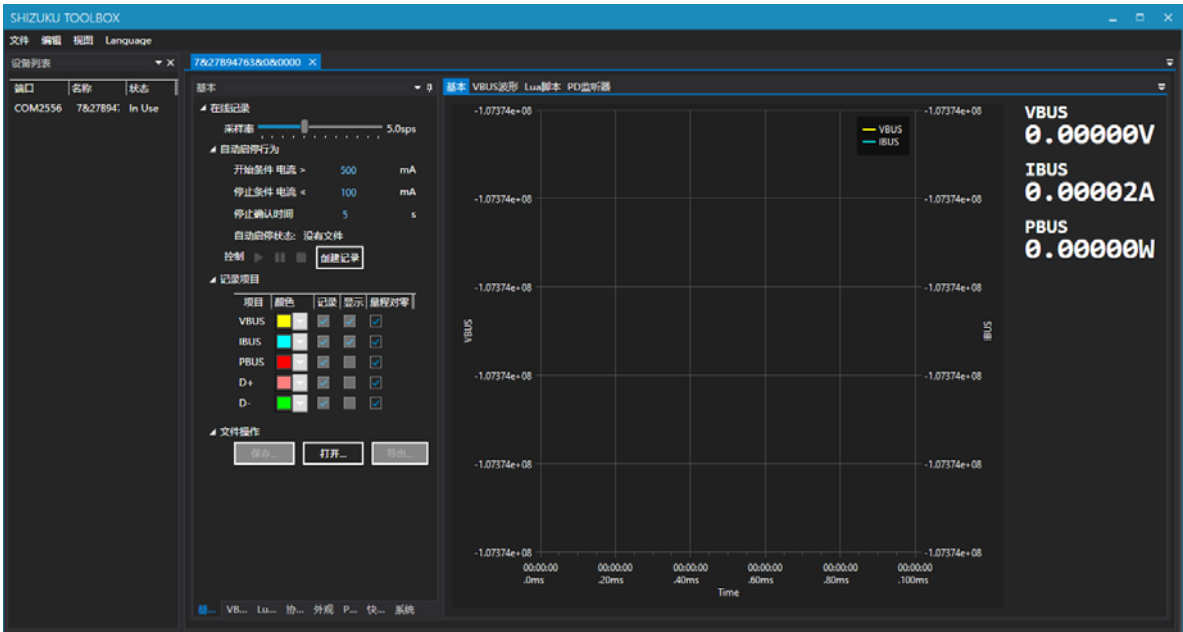 SHIZUKU TOOLBOX
文件 编辑 视图 Language
设备列表
端口 名称 状态
COM2556 7&27B947 In Use
7&27B94763&0&0000
基本
在线记录
采样率 5.0sps
自动启停行为
开始条件 电流 > 500 mA
停止条件 电流 < 100 mA
停止确认时间 5 s
自动启停状态: 没有文件
控制 创建记录
记录项目
项目 颜色 记录 显示 量程对零
VBUS
IBUS
PBUS
D+
D-
文件操作
保存... 打开... 导出...
基... VB... Lu... 协... 外观 P... 快... 系统
基本 VBUS波形 Lua脚本 PD监听器
-1.07374e+08 -1.07374e+08
VBUS
IBUS
-1.07374e+08 -1.07374e+08
-1.07374e+08 -1.07374e+08
VBUS
IBUS
-1.07374e+08 -1.07374e+08
-1.07374e+08 -1.07374e+08
-1.07374e+08 -1.07374e+08
00:00:00 00:00:00 00:00:00 00:00:00 00:00:00 00:00:00
.0ms .20ms .40ms .60ms .80ms .100ms
Time
VBUS
0.00000V
IBUS
0.00002A
PBUS
0.00000W